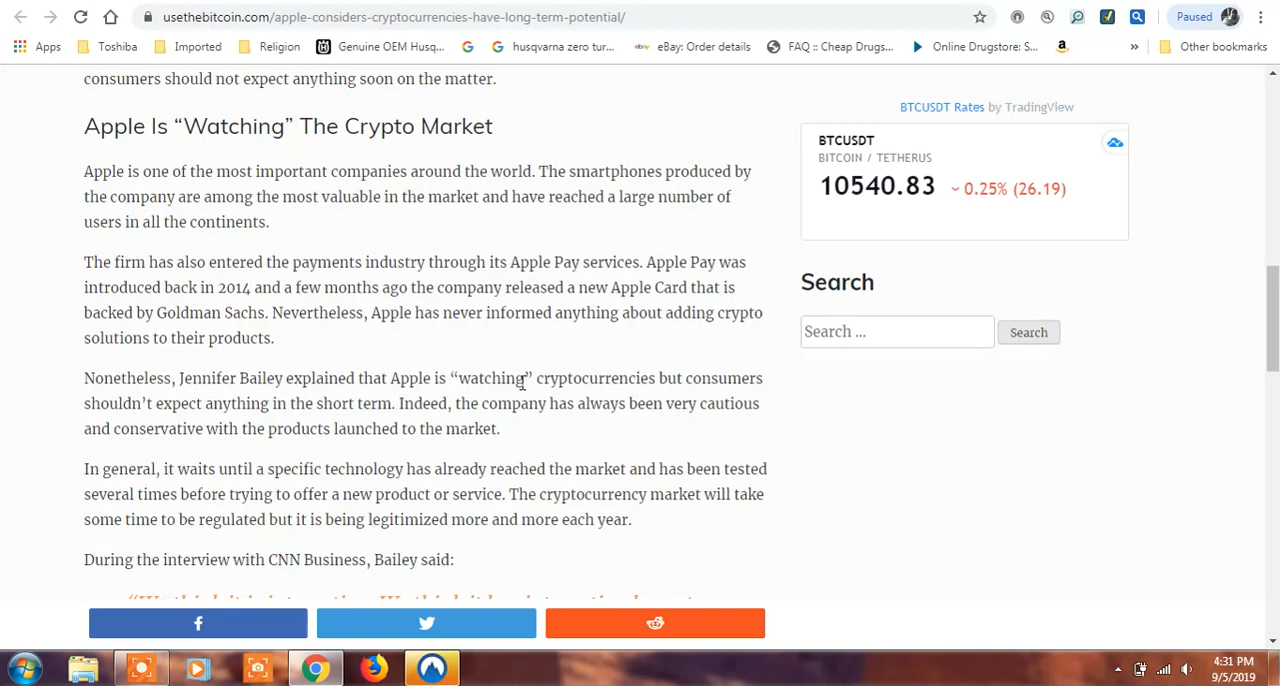 usethebitcoin.com/apple-considers-cryptocurrencies-have-long-term-potential/
Paused
Apps
Toshiba
Imported
Religion
Genuine OEM Husq...
husqvarna zero tur...
eBay: Order details
FAQ :: Cheap Drugs...
Online Drugstore: S...
»
Other bookmarks
consumers should not expect anything soon on the matter.
Apple Is “Watching” The Crypto Market
Apple is one of the most important companies around the world. The smartphones produced by
the company are among the most valuable in the market and have reached a large number of
users in all the continents.
The firm has also entered the payments industry through its Apple Pay services. Apple Pay was
introduced back in 2014 and a few months ago the company released a new Apple Card that is
backed by Goldman Sachs. Nevertheless, Apple has never informed anything about adding crypto
solutions to their products.
Nonetheless, Jennifer Bailey explained that Apple is “watching” cryptocurrencies but consumers
shouldn’t expect anything in the short term. Indeed, the company has always been very cautious
and conservative with the products launched to the market.
In general, it waits until a specific technology has already reached the market and has been tested
several times before trying to offer a new product or service. The cryptocurrency market will take
some time to be regulated but it is being legitimized more and more each year.
During the interview with CNN Business, Bailey said:
BTCUSDT Rates by TradingView
BTCUSDT
BITCOIN / TETHERUS
10540.83 0.25% (26.19)
Search
Search ...
Search
4:31 PM
9/5/2019